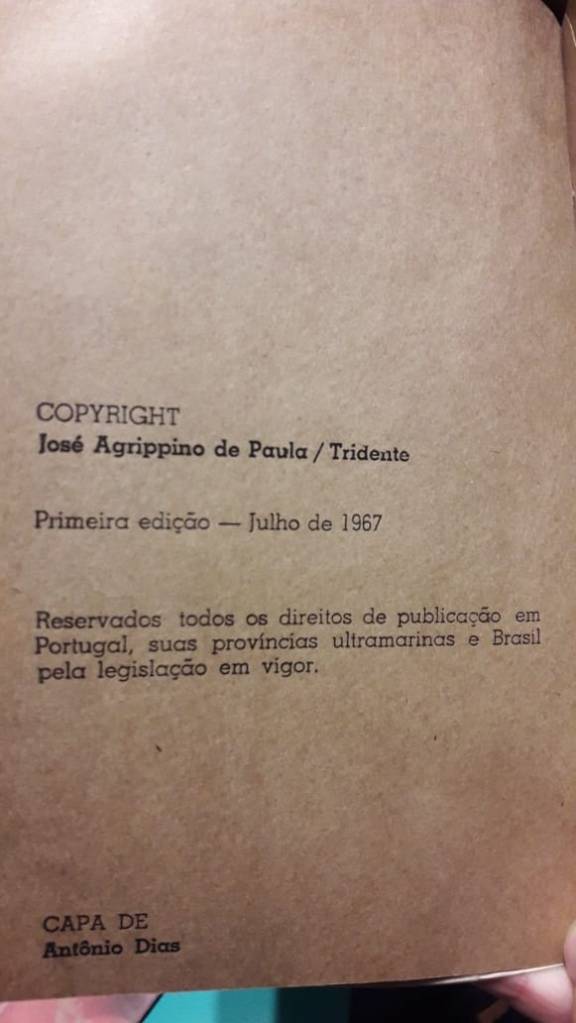 COPYRIGHT
José Agrippino de Paula / Tridente
Primeira edição — Julho de 1967
Reservados todos os direitos de publicação em
Portugal, suas províncias ultramarinas e Brasil
pela legislação em vigor.
CAPA DE
Antônio Dias